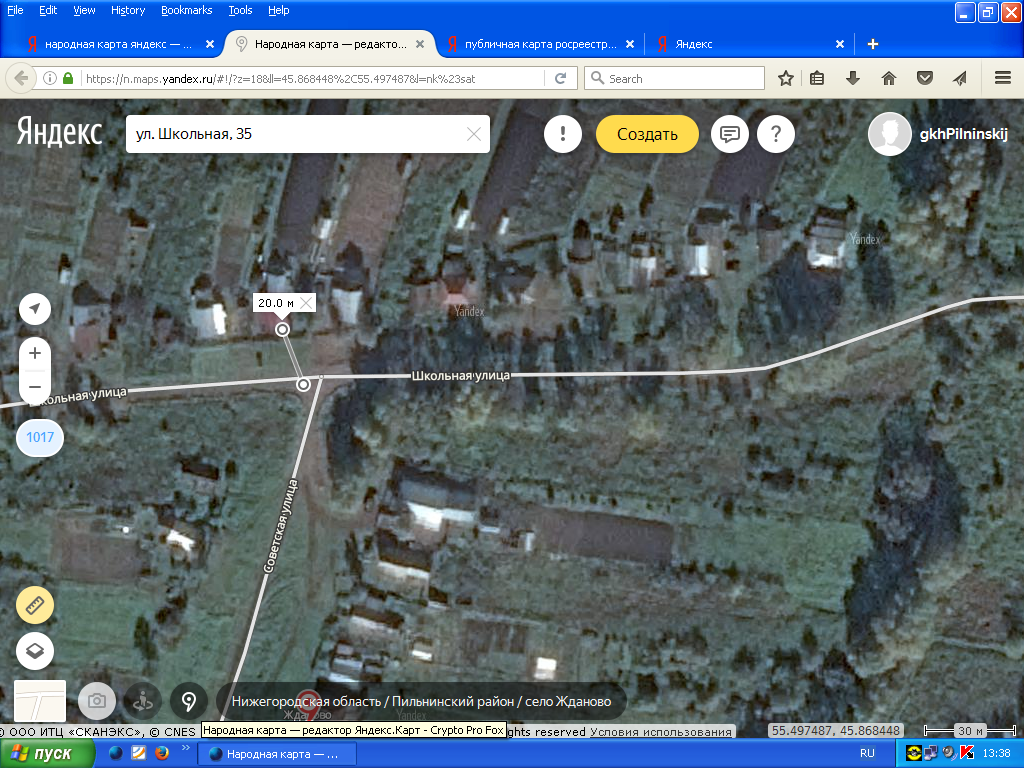 File Edit View History Bookmarks Tools Help
народная карта яндекс — ...
Народная карта — редакто...
публичная карта росреестр...
Яндекс
https://n.maps.yandex.ru/#!/?z=18&ll=45.868448%2C55.497487&l=nk%23sat
Search
Яндекс
ул. Школьная, 35
Создать
gkhPilninskij
Yandex
20.0 м
Yandex
Школьная улица
кольная улица
1017
Советская улица
Нижегородская область / Пильнинский район / село Жданово
Yandex
© ООО ИТЦ «СКАНЭКС», © CNES
rights reserved Условия использования
55.497487, 45.868448
30 м
Народная карта — редактор Яндекс.Карт - Crypto Pro Fox
пуск
Народная карта — ...
RU
13:38